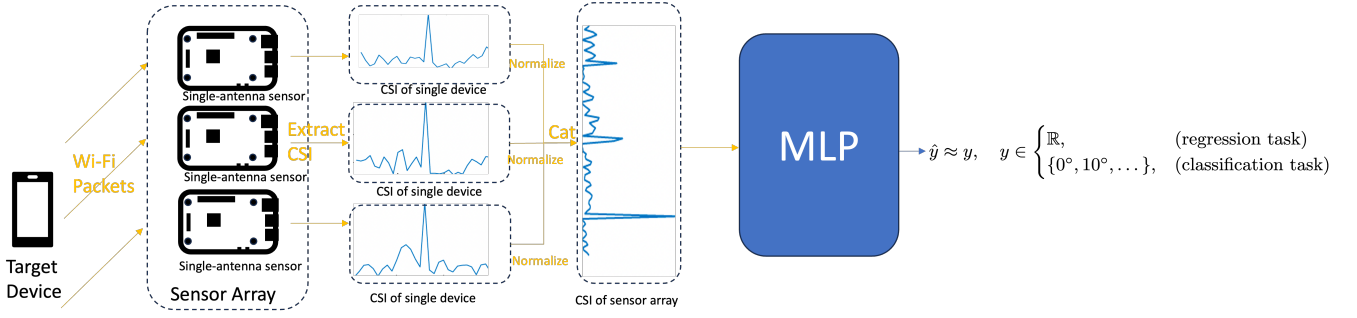 Target
Device
Wi-Fi
Packets
Single-antenna sensor
Single-antenna sensor
Single-antenna sensor
Sensor Array
Extract
CSI
CSI of single device
CSI of single device
CSI of single device
Normalize
Normalize
Normalize
Cat
CSI of sensor array
MLP
ŷ ≈ y, y ∈ { ℝ, (regression task)
{0°, 10°, . . . }, (classification task)